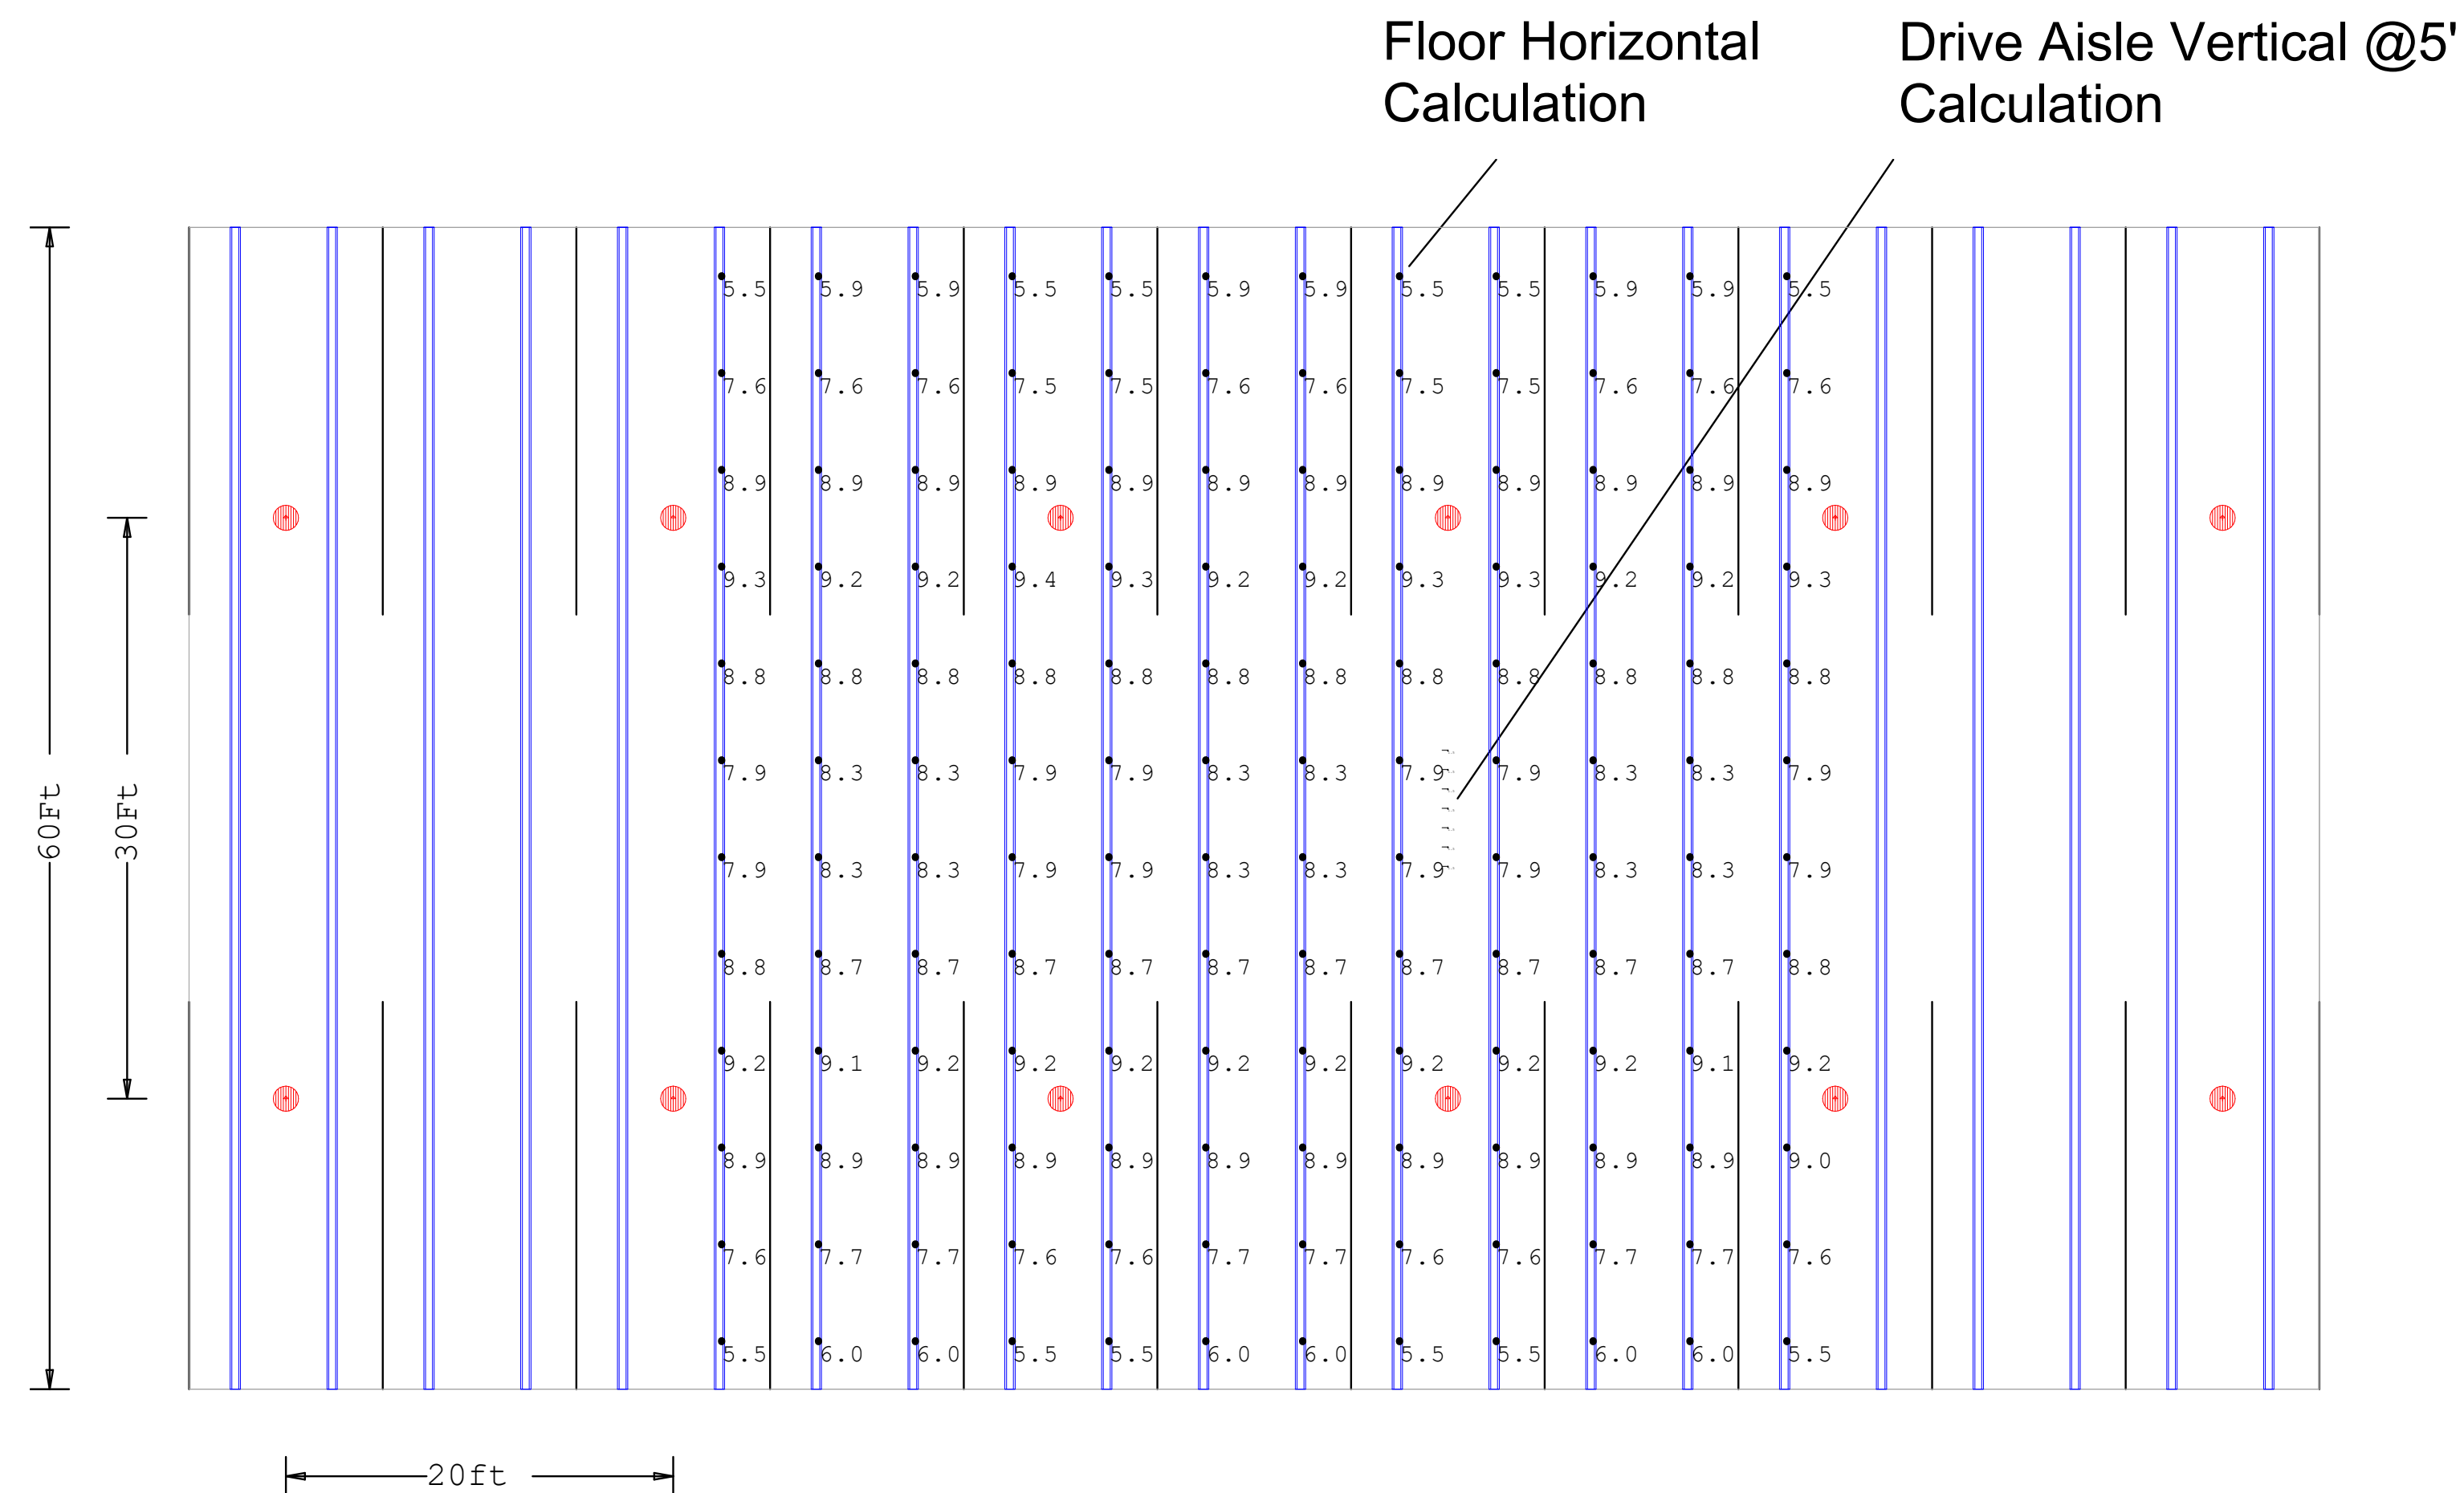 Floor Horizontal
Calculation
Drive Aisle Vertical @5'
Calculation
5.5 5.9 5.9 5.5 5.5 5.9 5.9 5.5 5.5 5.9 5.9 5.5
7.6 7.6 7.6 7.5 7.5 7.6 7.6 7.5 7.5 7.6 7.6 7.6
8.9 8.9 8.9 8.9 8.9 8.9 8.9 8.9 8.9 8.9 8.9 8.9
9.3 9.2 9.2 9.4 9.3 9.2 9.2 9.3 9.3 9.2 9.2 9.3
8.8 8.8 8.8 8.8 8.8 8.8 8.8 8.8 8.8 8.8 8.8 8.8
7.9 8.3 8.3 7.9 7.9 8.3 8.3 7.9 7.9 8.3 8.3 7.9
60Ft
30Ft
7.9 8.3 8.3 7.9 7.9 8.3 8.3 7.9 7.9 8.3 8.3 7.9
8.8 8.7 8.7 8.7 8.7 8.7 8.7 8.7 8.7 8.7 8.7 8.8
9.2 9.1 9.2 9.2 9.2 9.2 9.2 9.2 9.2 9.2 9.1 9.2
8.9 8.9 8.9 8.9 8.9 8.9 8.9 8.9 8.9 8.9 8.9 9.0
7.6 7.7 7.7 7.6 7.6 7.7 7.7 7.6 7.6 7.7 7.7 7.6
5.5 6.0 6.0 5.5 5.5 6.0 6.0 5.5 5.5 6.0 6.0 5.5
20ft